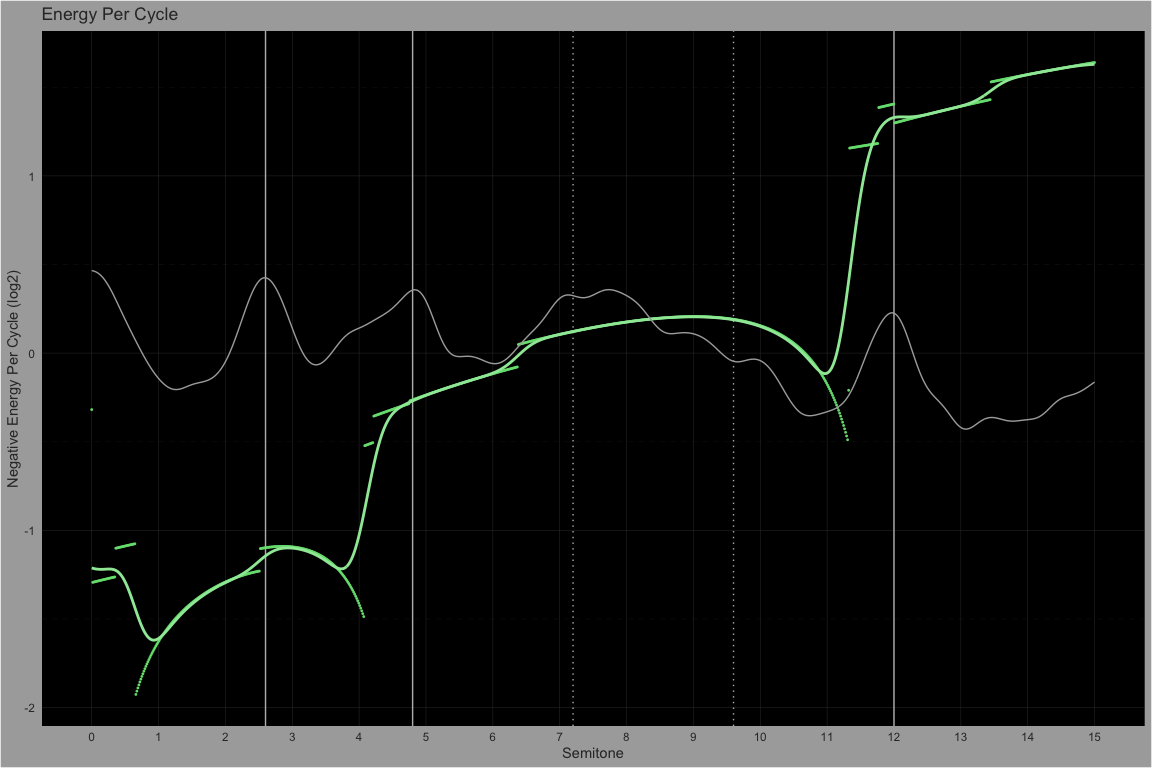 Energy Per Cycle
Negative Energy Per Cycle (log2)
1
0
-1
-2
0 1 2 3 4 5 6 7 8 9 10 11 12 13 14 15
Semitone